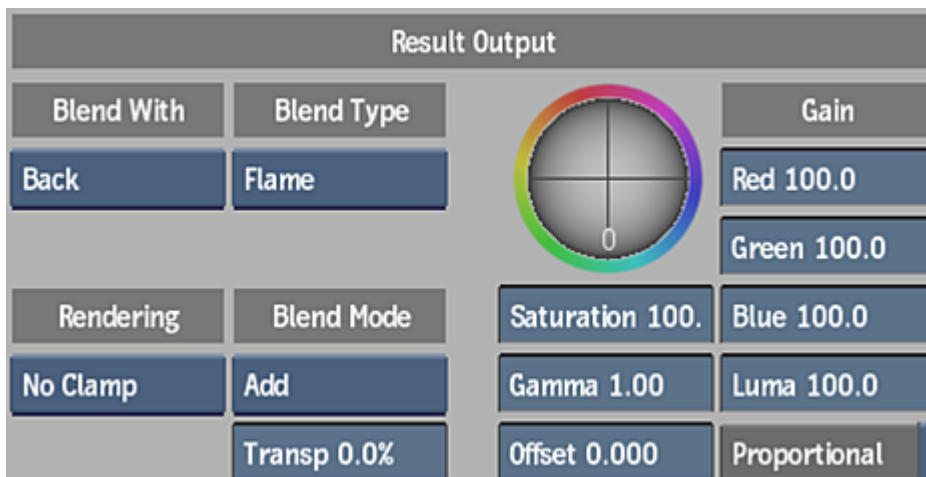 Result Output
Blend With
Blend Type
Gain
Back
Flame
Red 100.0
0
Green 100.0
Rendering
Blend Mode
Saturation 100.
Blue 100.0
No Clamp
Add
Gamma 1.00
Luma 100.0
Transp 0.0%
Offset 0.000
Proportional